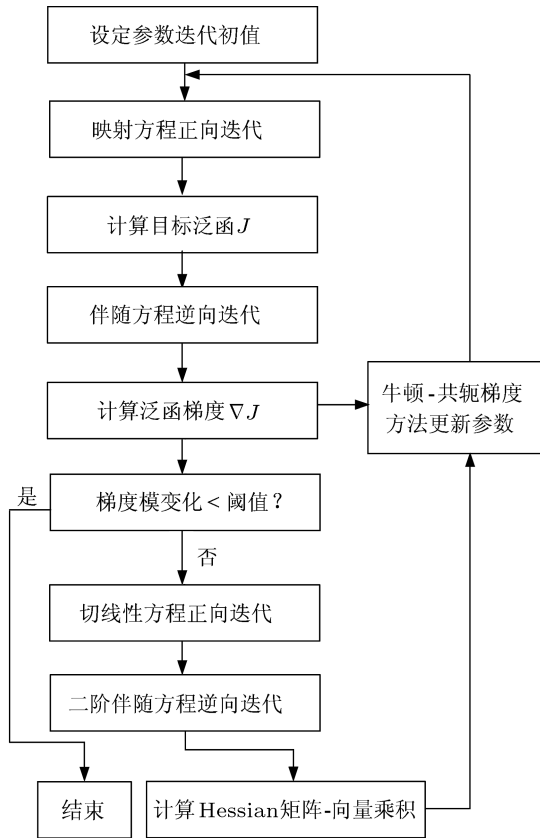 设定参数迭代初值
映射方程正向迭代
计算目标泛函J
伴随方程逆向迭代
计算泛函梯度∇J
牛顿-共轭梯度
方法更新参数
是
梯度模变化<阈值?
否
切线性方程正向迭代
二阶伴随方程逆向迭代
结束
计算Hessian矩阵-向量乘积